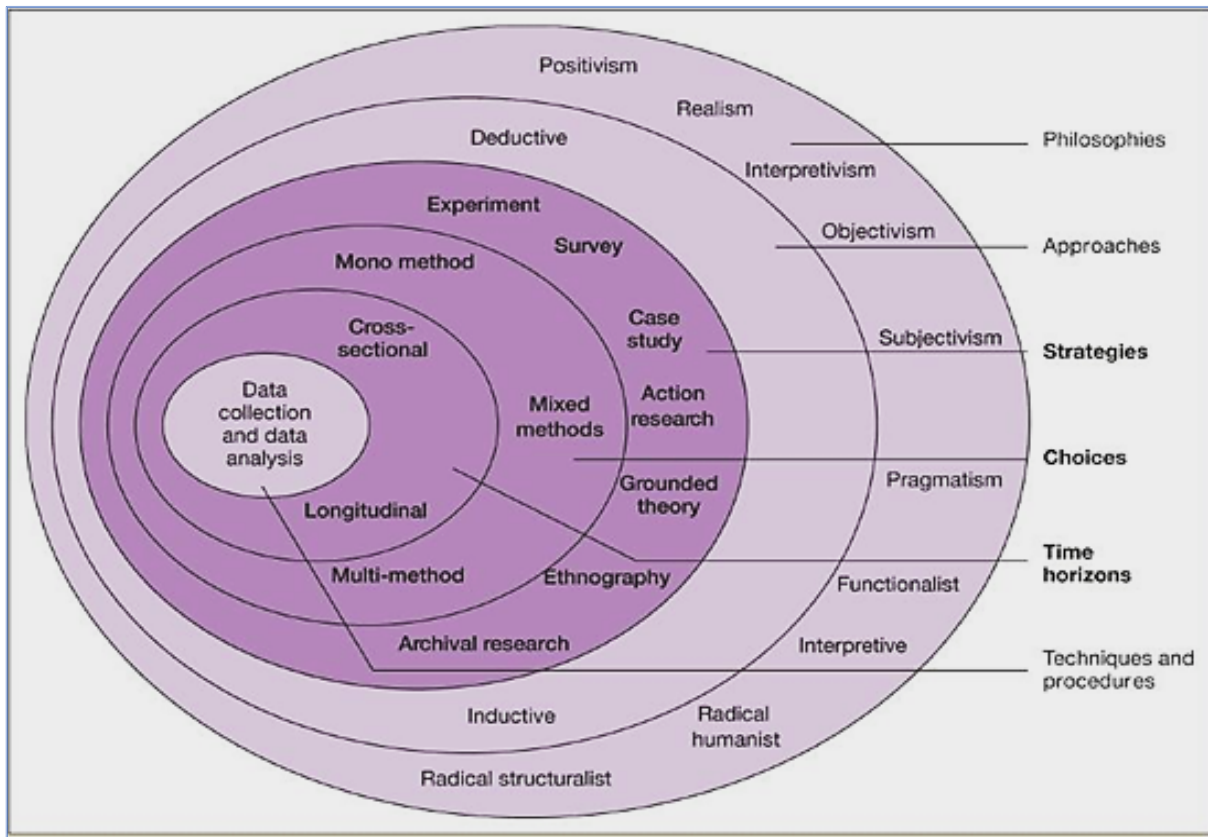 Positivism
Realism
Deductive
Philosophies
Interpretivism
Experiment
Objectivism
Survey
Approaches
Mono method
Case
study
Cross-
sectional
Subjectivism
Strategies
Data
collection
and data
analysis
Mixed
methods
Action
research
Choices
Pragmatism
Grounded
theory
Longitudinal
Time
horizons
Multi-method
Ethnography
Functionalist
Archival research
Interpretive
Techniques and
procedures
Inductive
Radical
humanist
Radical structuralist